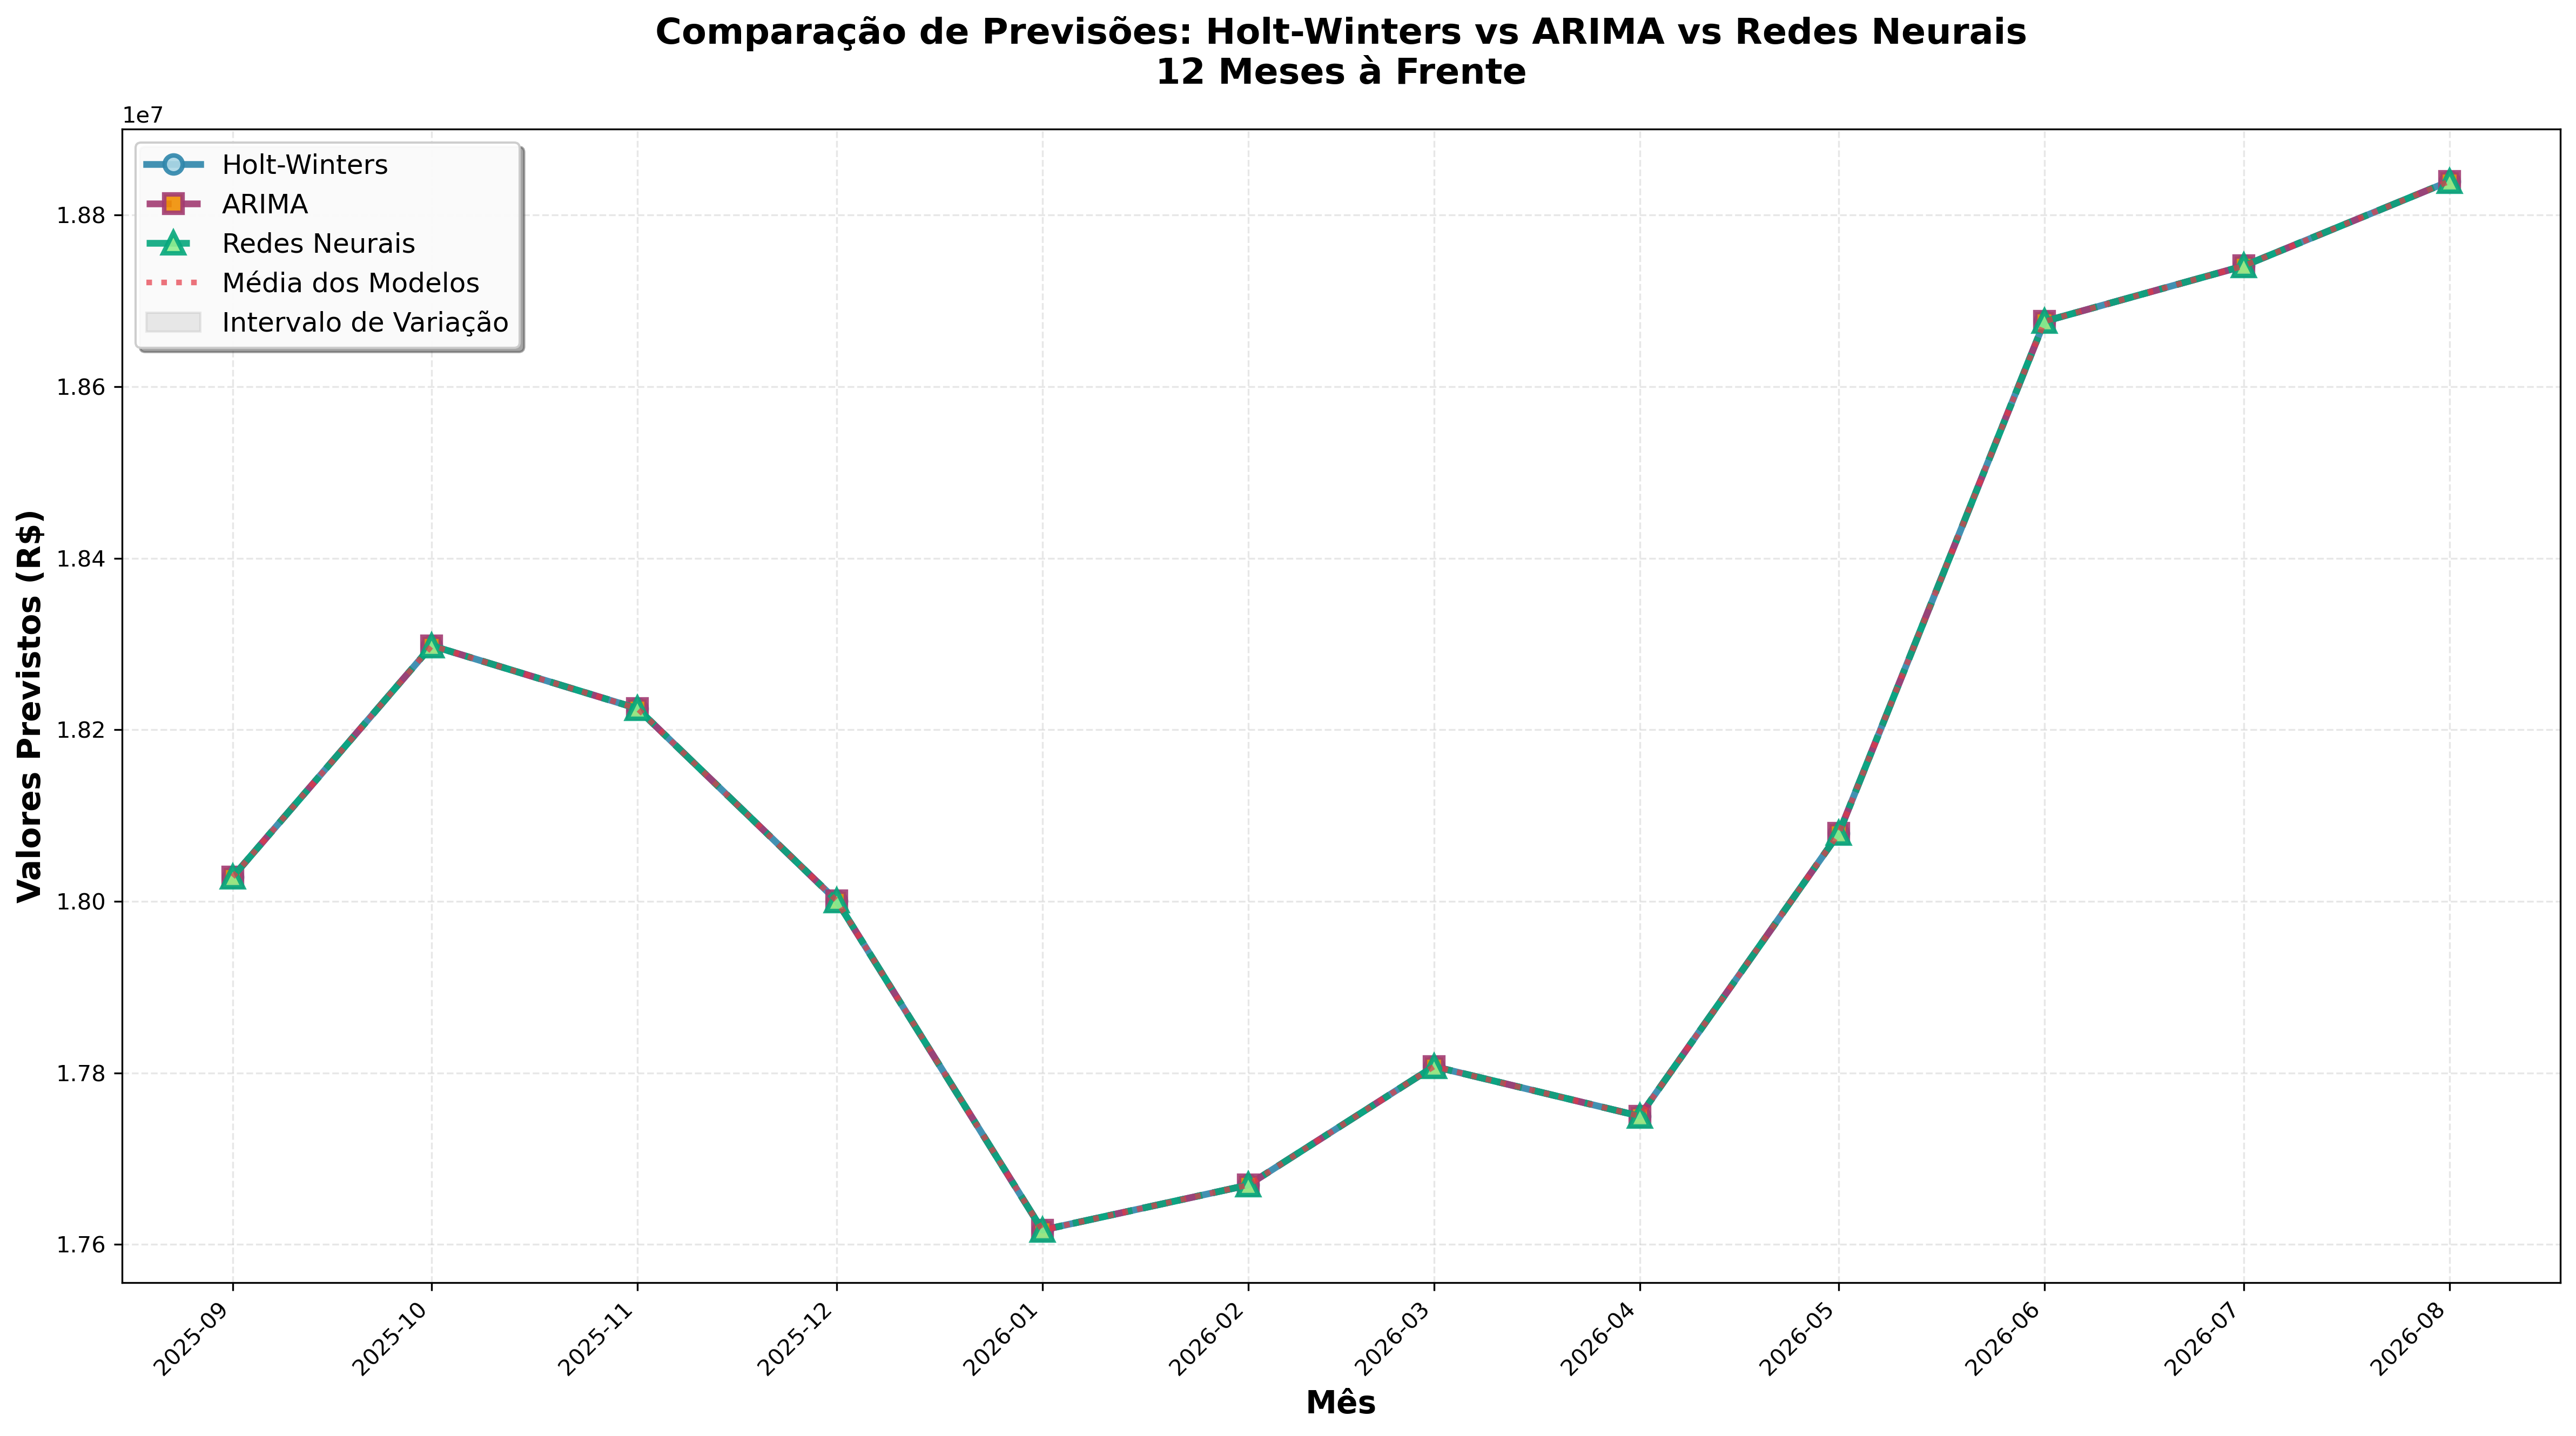 Comparação de Previsões: Holt-Winters vs ARIMA vs Redes Neurais
12 Meses à Frente
1e7
Holt-Winters
ARIMA
Redes Neurais
Média dos Modelos
Intervalo de Variação
Valores Previstos (R$)
1.88
1.86
1.84
1.82
1.80
1.78
1.76
2025-09
2025-10
2025-11
2025-12
2026-01
2026-02
2026-03
2026-04
2026-05
2026-06
2026-07
2026-08
Mês